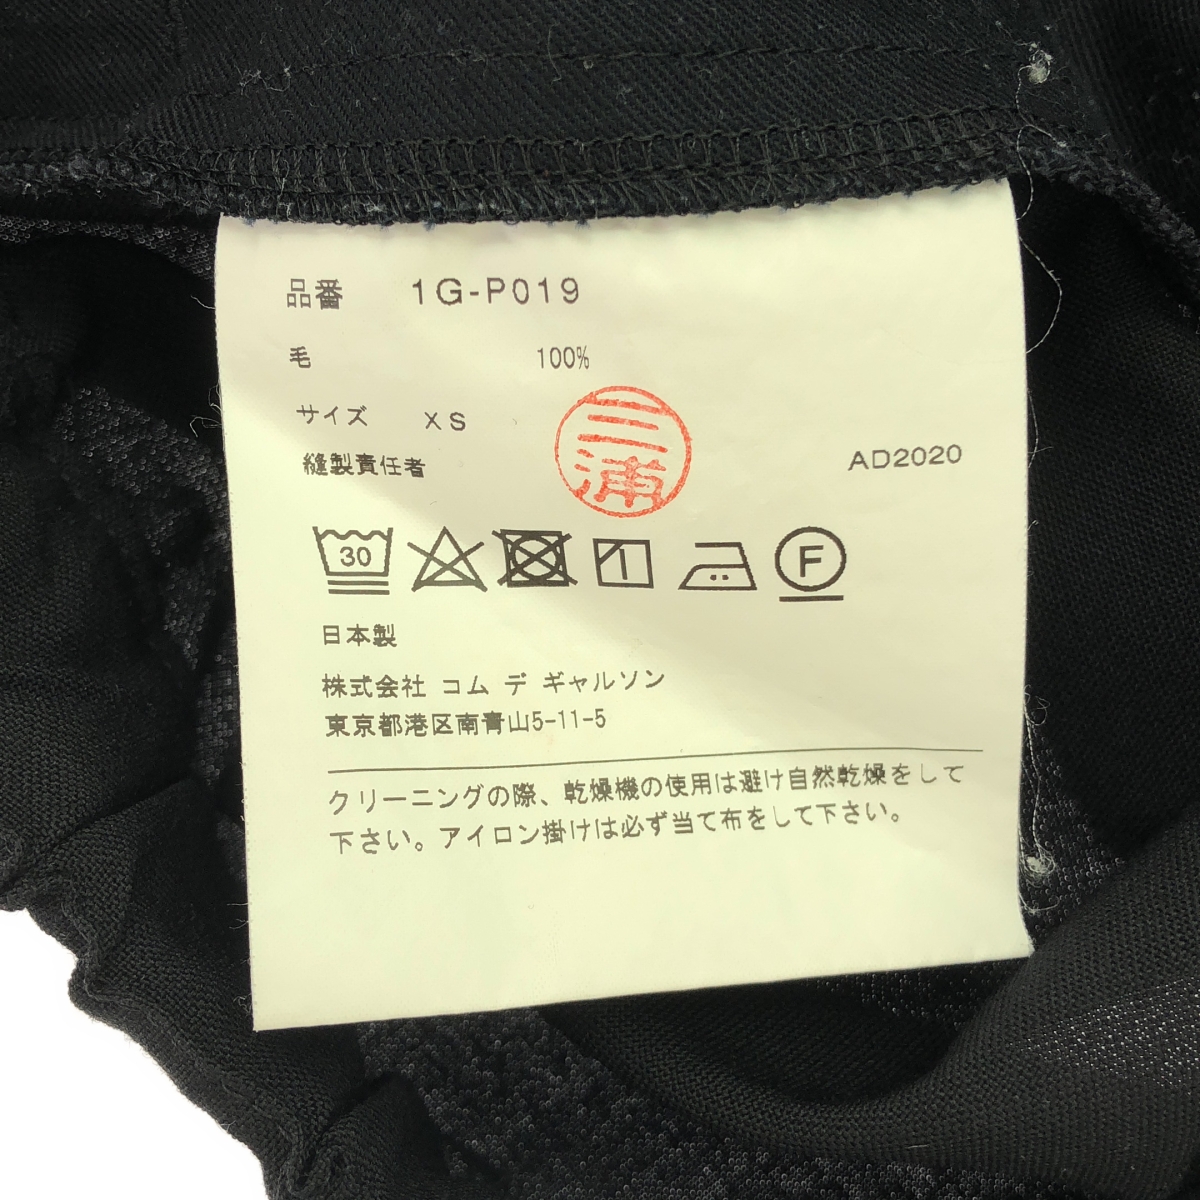 品番 1G-P019
毛 100%
サイズ XS
三浦
縫製責任者 AD2020
30 F
日本製
株式会社 コム デ ギャルソン
東京都港区南青山5-11-5
クリーニングの際、乾燥機の使用は避け自然乾燥をして
下さい。アイロン掛けは必ず当て布をして下さい。